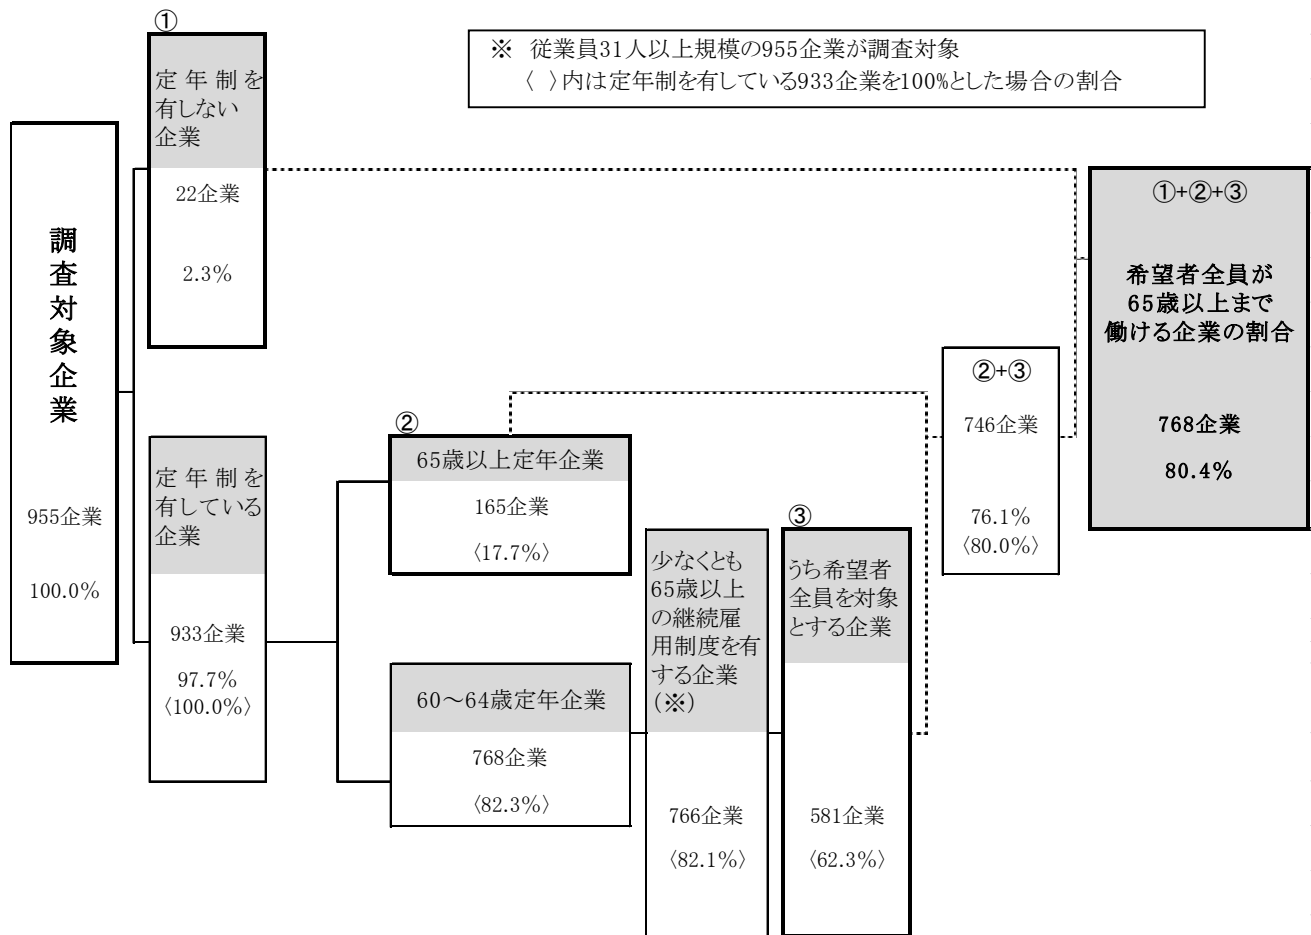 ※ 従業員31人以上規模の955企業が調査対象
〈 〉内は定年制を有している933企業を100%とした場合の割合
調査対象企業
955企業
100.0%
①
定年制を
有しない
企業
22企業
2.3%
定年制を
有している
企業
933企業
97.7%
〈100.0%〉
②
65歳以上定年企業
165企業
〈17.7%〉
60～64歳定年企業
768企業
〈82.3%〉
少なくとも
65歳以上
の継続雇
用制度を有
する企業
(※)
766企業
〈82.1%〉
③
うち希望者
全員を対象
とする企業
581企業
〈62.3%〉
②+③
746企業
76.1%
〈80.0%〉
①+②+③
希望者全員が
65歳以上まで
働ける企業の割合
768企業
80.4%